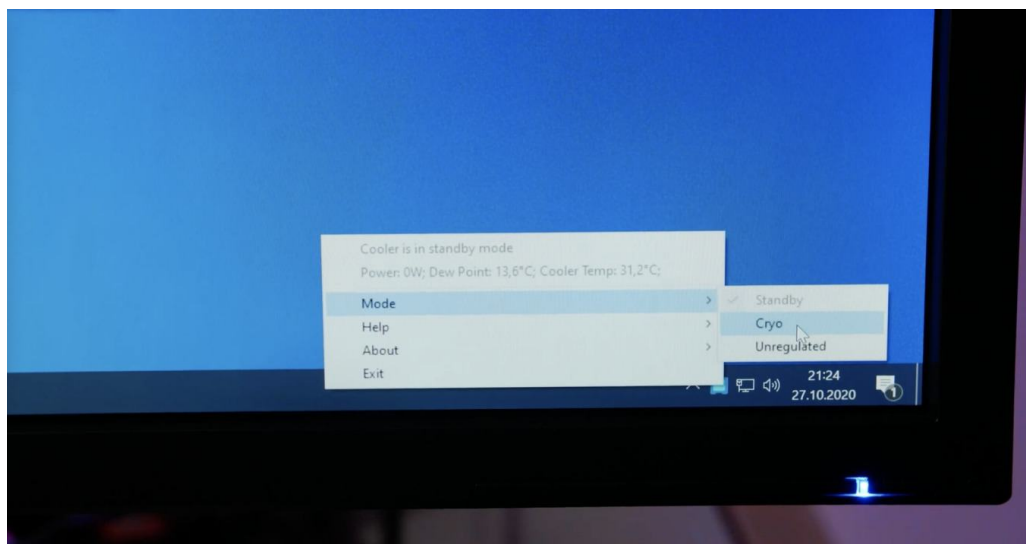 Cooler is in standby mode
Power: 0W; Dew Point: 13,6°C; Cooler Temp: 31,2°C;
Mode
Help
About
Exit
Standby
Cryo
Unregulated
21:24
27.10.2020
1